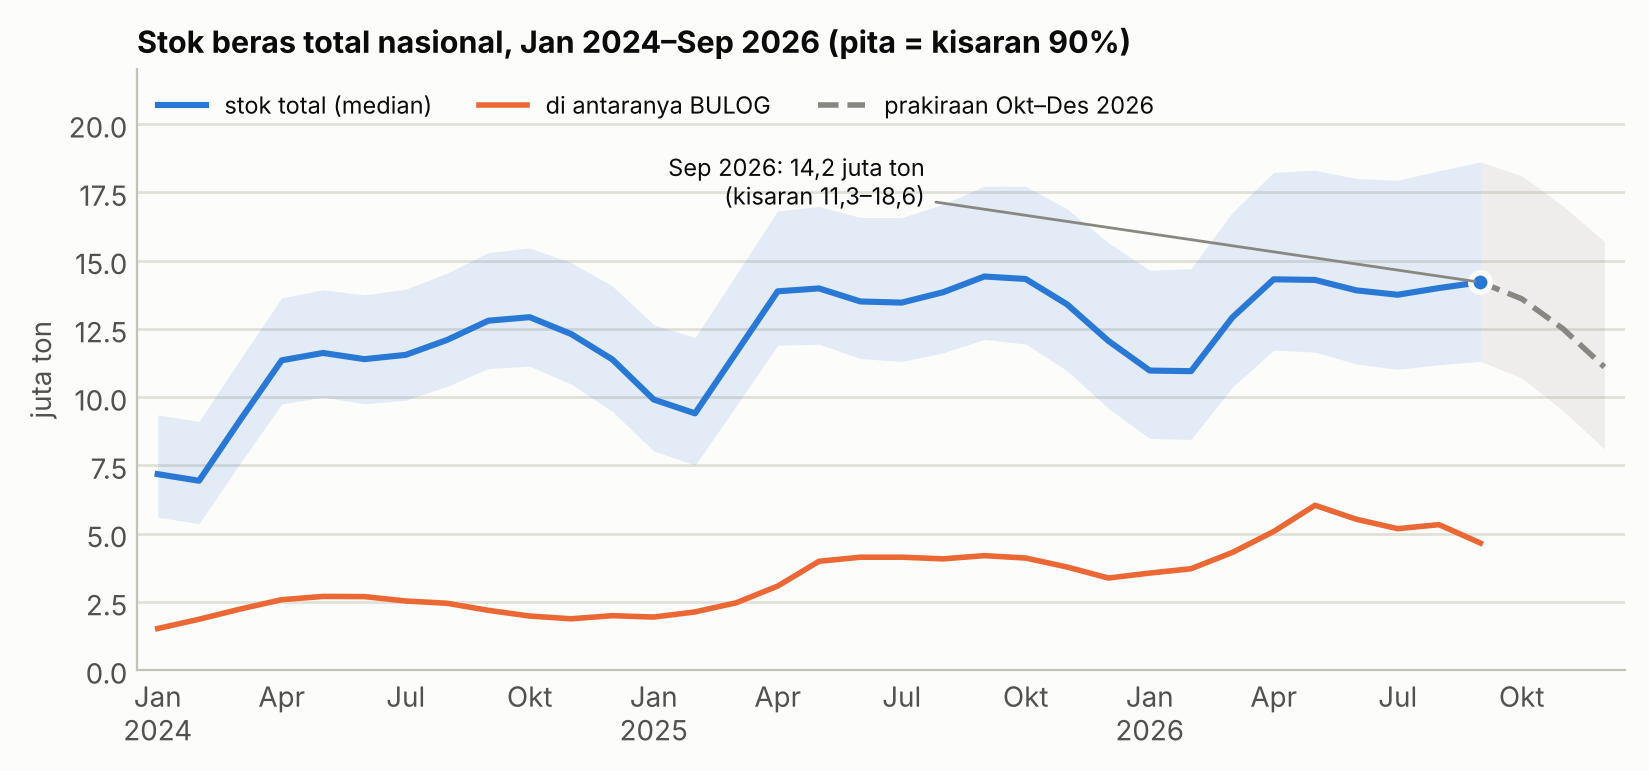 Stok beras total nasional, Jan 2024–Sep 2026 (pita = kisaran 90%)
stok total (median)
di antaranya BULOG
prakiraan Okt–Des 2026
Sep 2026: 14,2 juta ton
(kisaran 11,3–18,6)
juta ton
20.0
17.5
15.0
12.5
10.0
7.5
5.0
2.5
0.0
Jan Apr Jul Okt Jan Apr Jul Okt Jan Apr Jul Okt
2024 2025 2026